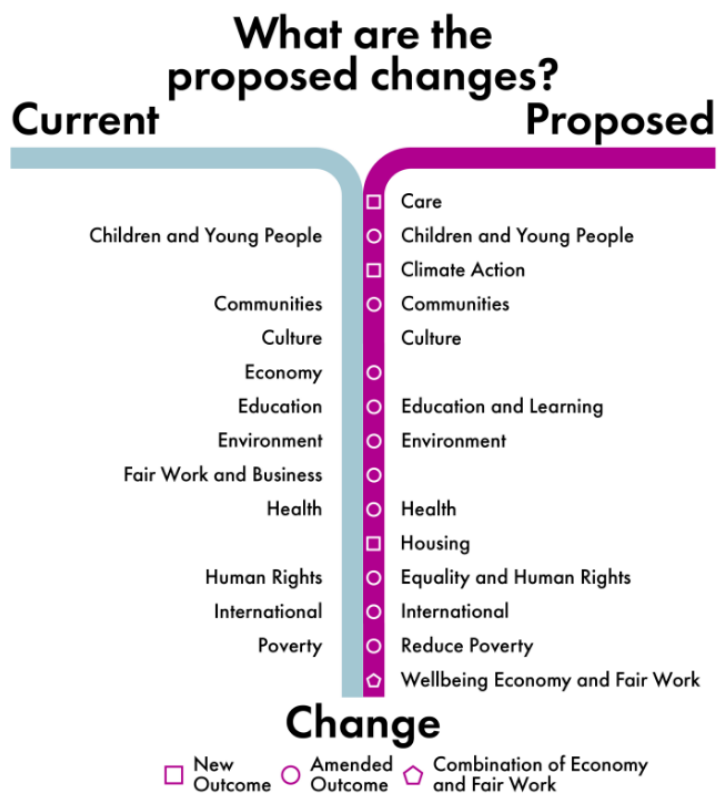 What are the
proposed changes?
Current Proposed
Care
Children and Young People Children and Young People
Climate Action
Communities Communities
Culture Culture
Economy
Education Education and Learning
Environment Environment
Fair Work and Business
Health Health
Housing
Human Rights Equality and Human Rights
International International
Poverty Reduce Poverty
Wellbeing Economy and Fair Work
Change
New Amended Combination of Economy
Outcome Outcome and Fair Work